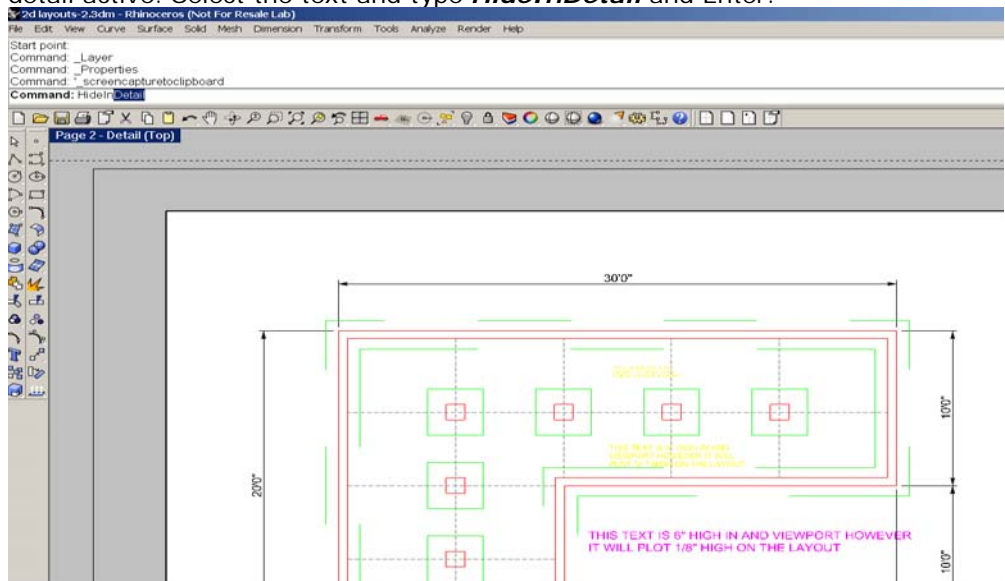 detail active. Select the text and type HideInDetail and Enter.
2d layouts-2.3dm - Rhinoceros (Not For Resale Lab)
File Edit View Curve Surface Solid Mesh Dimension Transform Tools Analyze Render Help
Start point:
Command: _Layer
Command: _Properties
Command: '_screencapturetoclipboard
Command: HideInDetail
Page 2 - Detail (Top)
30'0"
10'0"
20'0"
THIS TEXT IS 6" HIGH IN AND VIEWPORT HOWEVER
IT WILL PLOT 1/8" HIGH ON THE LAYOUT
10'0"